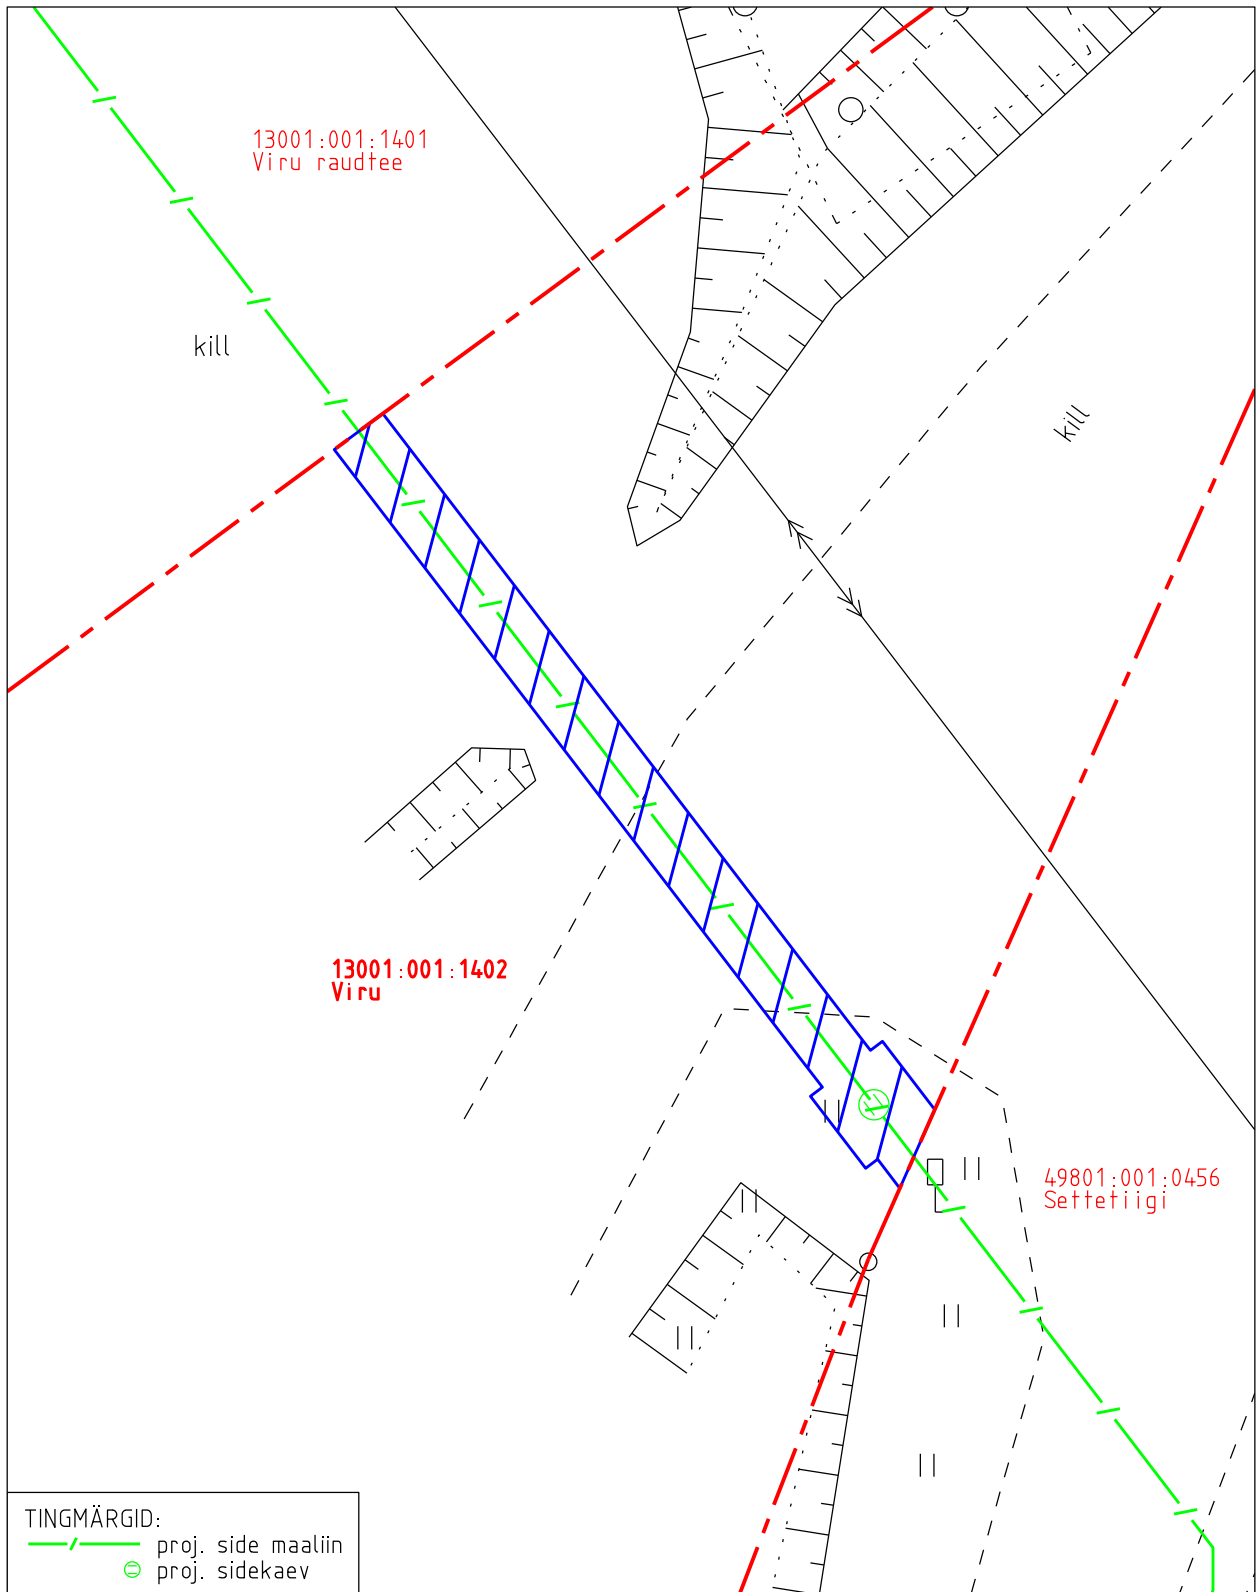 13001:001:1401
Viru raudtee
kill
kill
13001:001:1402
Viru
49801:001:0456
Settetiigi
TINGMÄRGID:
proj. side maaliin
proj. sidekaev